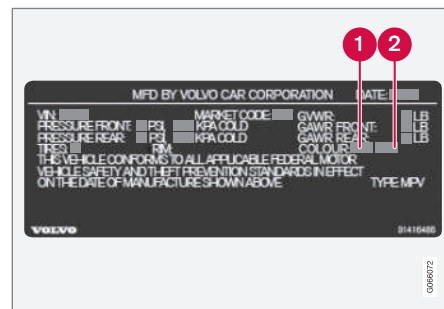 1 2
MFD BY VOLVO CAR CORPORATION DATE:
VIN: MARKET CODE: GVWR: LB
PRESSURE FRONT: PSI, KPA COLD GAWR FRONT: LB
PRESSURE REAR: PSI, KPA COLD GAWR REAR: LB
TIRES: RIM: COLOUR:
THIS VEHICLE CONFORMS TO ALL APPLICABLE FEDERAL MOTOR
VEHICLE SAFETY AND THEFT PREVENTION STANDARDS IN EFFECT
ON THE DATE OF MANUFACTURE SHOWN ABOVE. TYPE: MPV
VOLVO 31416486
G066072